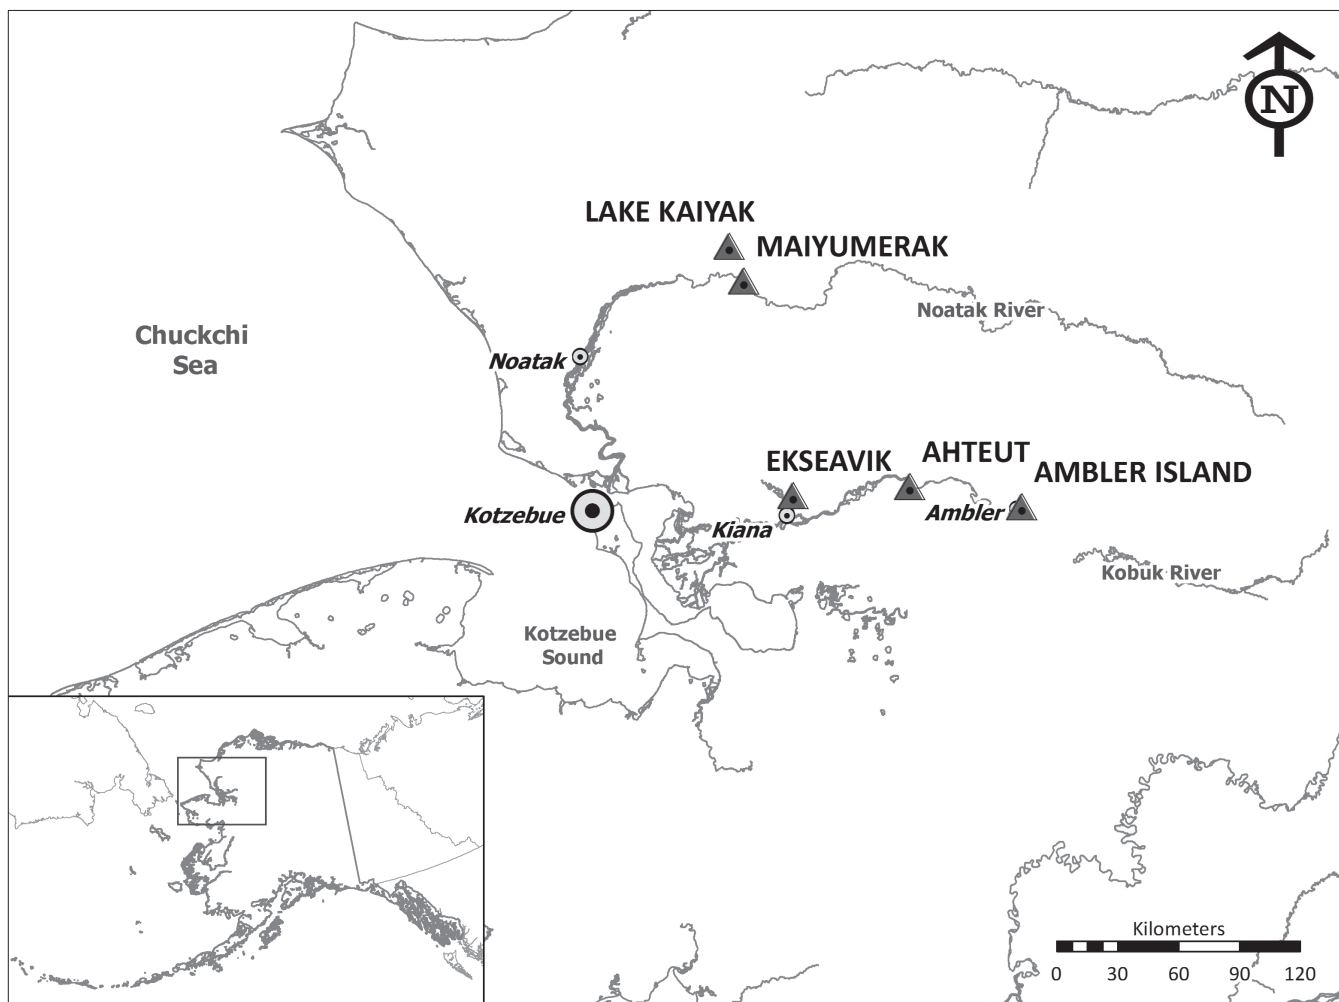 N
LAKE KAIYAK
MAIYUMERAK
Noatak River
Chuckchi
Sea
Noatak
EKSEAVIK
AHTEUT
AMBLER ISLAND
Kotzebue
Kiana
Ambler
Kobuk River
Kotzebue
Sound
Kilometers
0 30 60 90 120